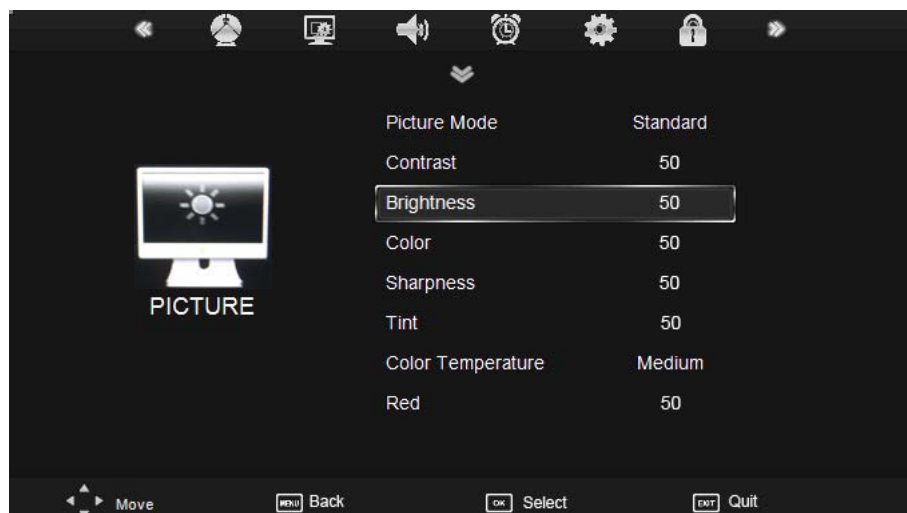 Picture Mode Standard
Contrast 50
Brightness 50
Color 50
Sharpness 50
Tint 50
Color Temperature Medium
Red 50
PICTURE
Move MENU Back OK Select EXIT Quit